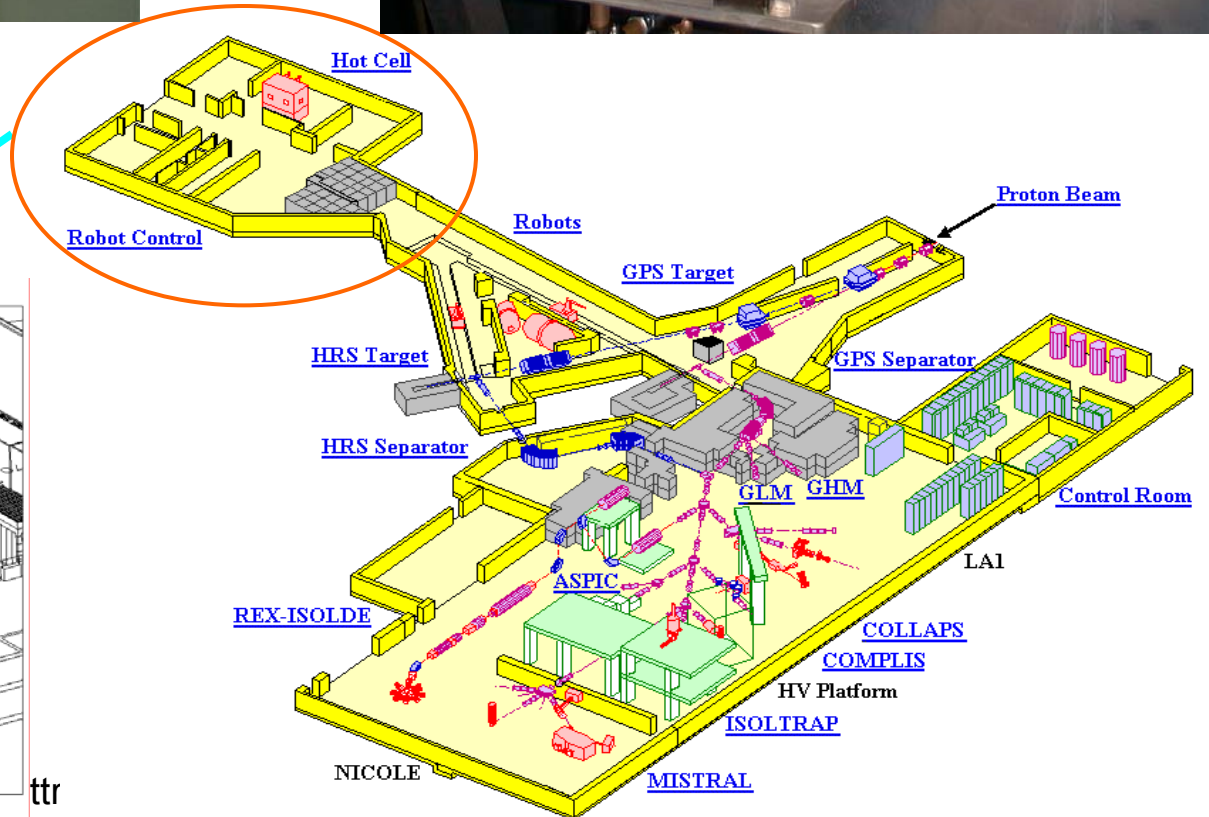 Hot Cell
Proton Beam
Robots
Robot Control
GPS Target
HRS Target
GPS Separator
HRS Separator
GLM
GHM
Control Room
LA1
ASPIC
REX-ISOLDE
COLLAPS
COMPLIS
HV Platform
ISOLTRAP
NICOLE
MISTRAL
ttr